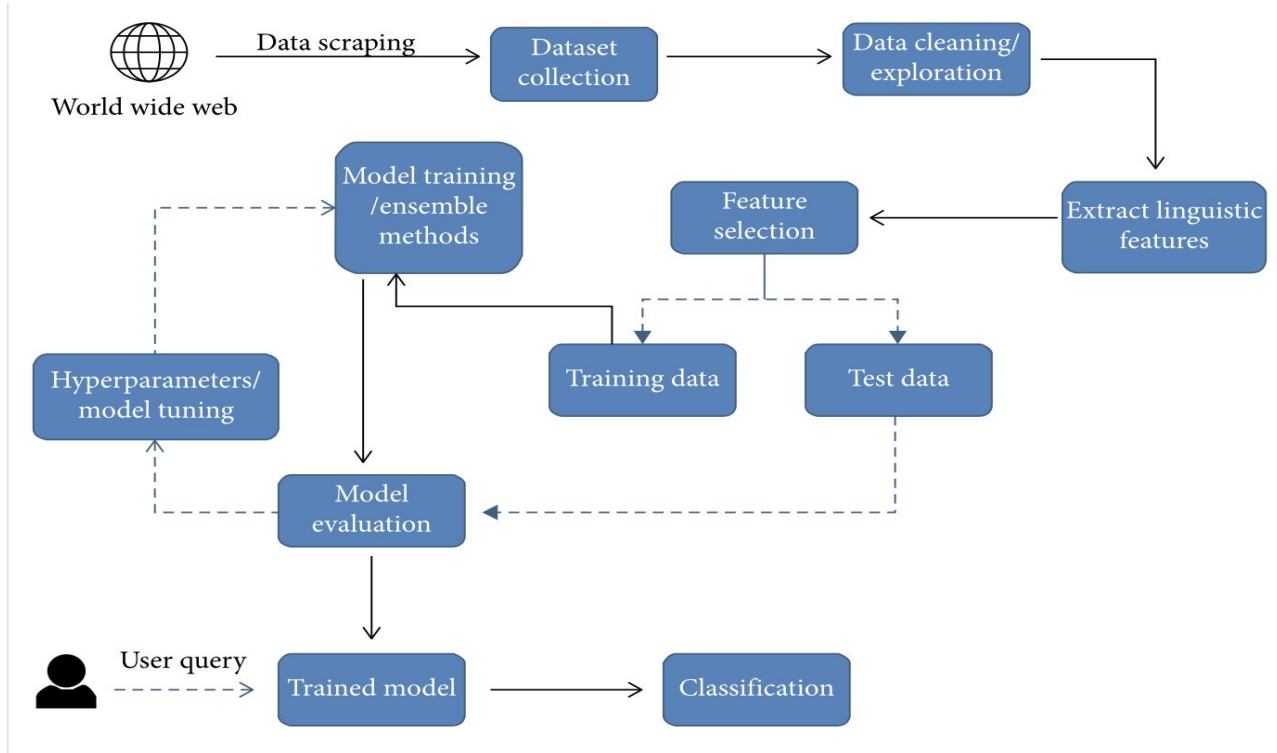 Data scraping
World wide web
Dataset
collection
Data cleaning/
exploration
Model training
/ensemble
methods
Feature
selection
Extract linguistic
features
Hyperparameters/
model tuning
Training data
Test data
Model
evaluation
User query
Trained model
Classification